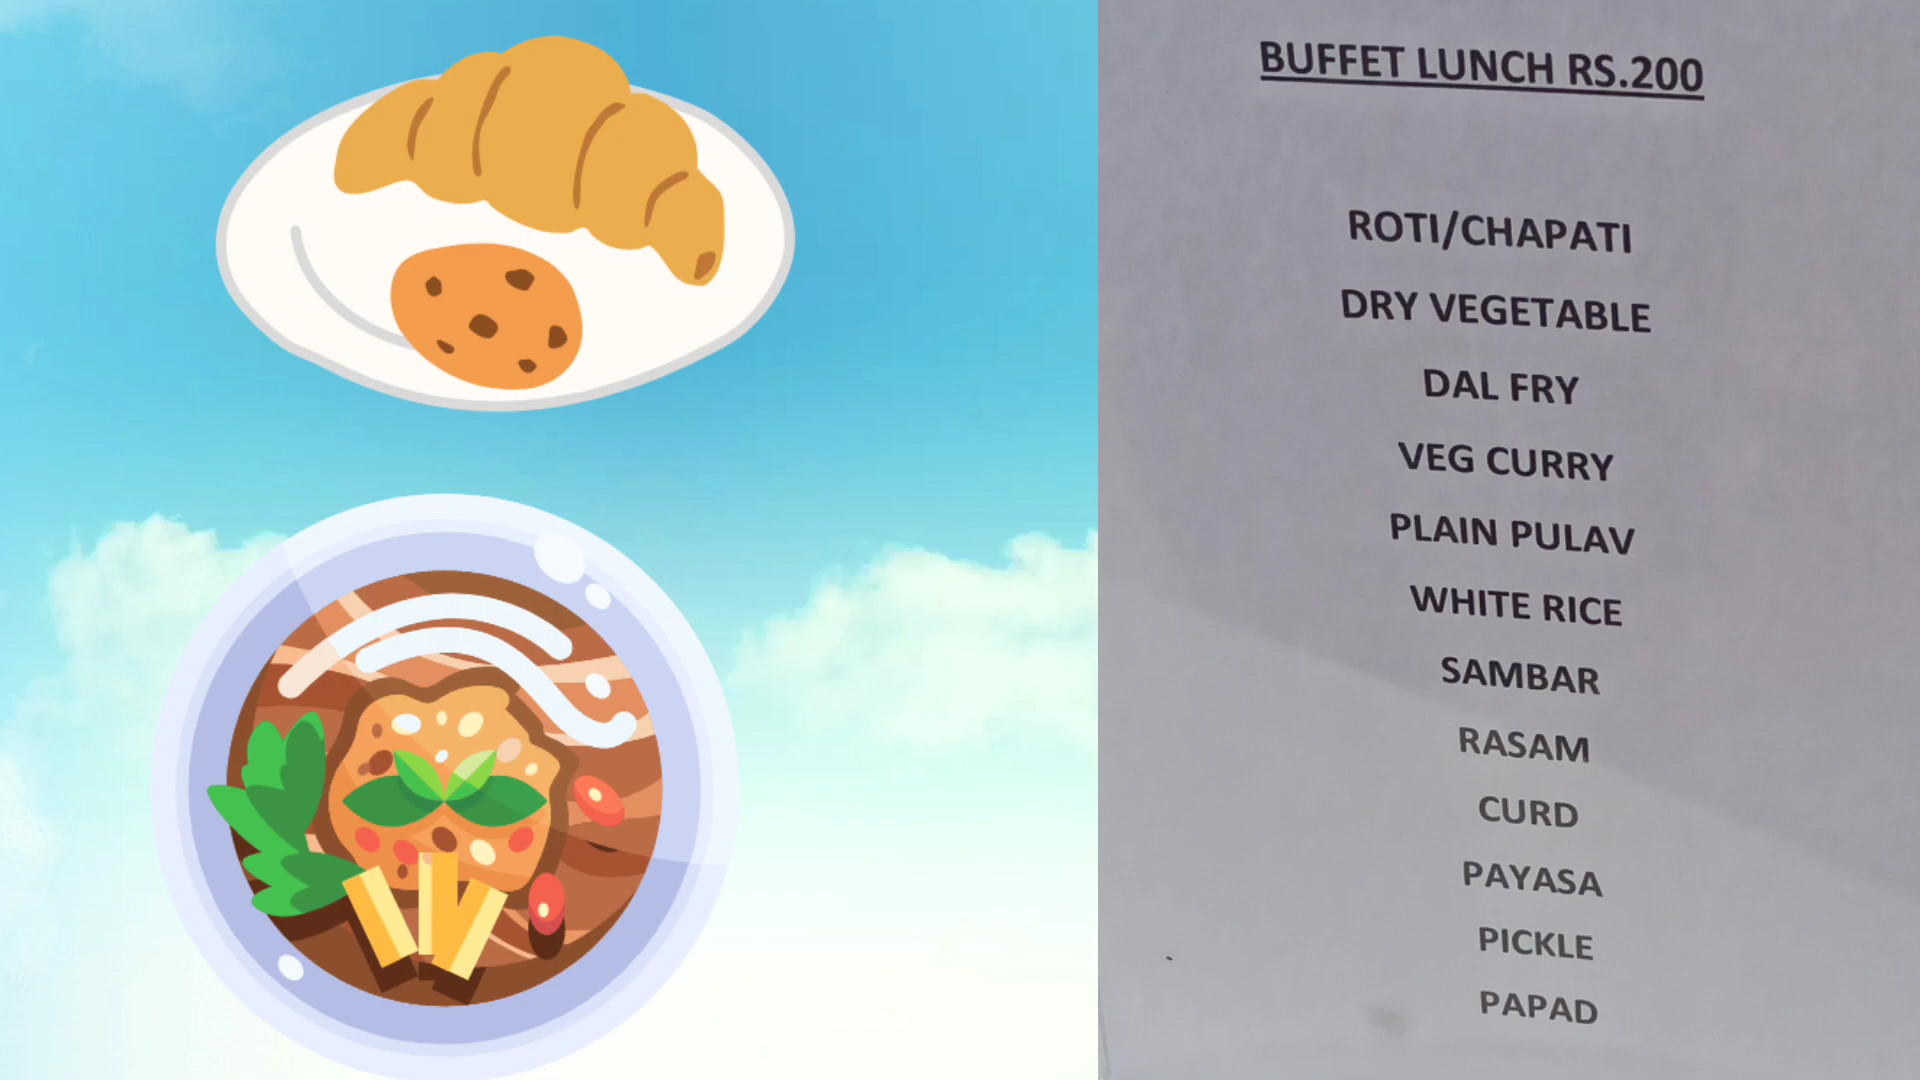 BUFFET LUNCH RS.200
ROTI/CHAPATI
DRY VEGETABLE
DAL FRY
VEG CURRY
PLAIN PULAV
WHITE RICE
SAMBAR
RASAM
CURD
PAYASA
PICKLE
PAPAD